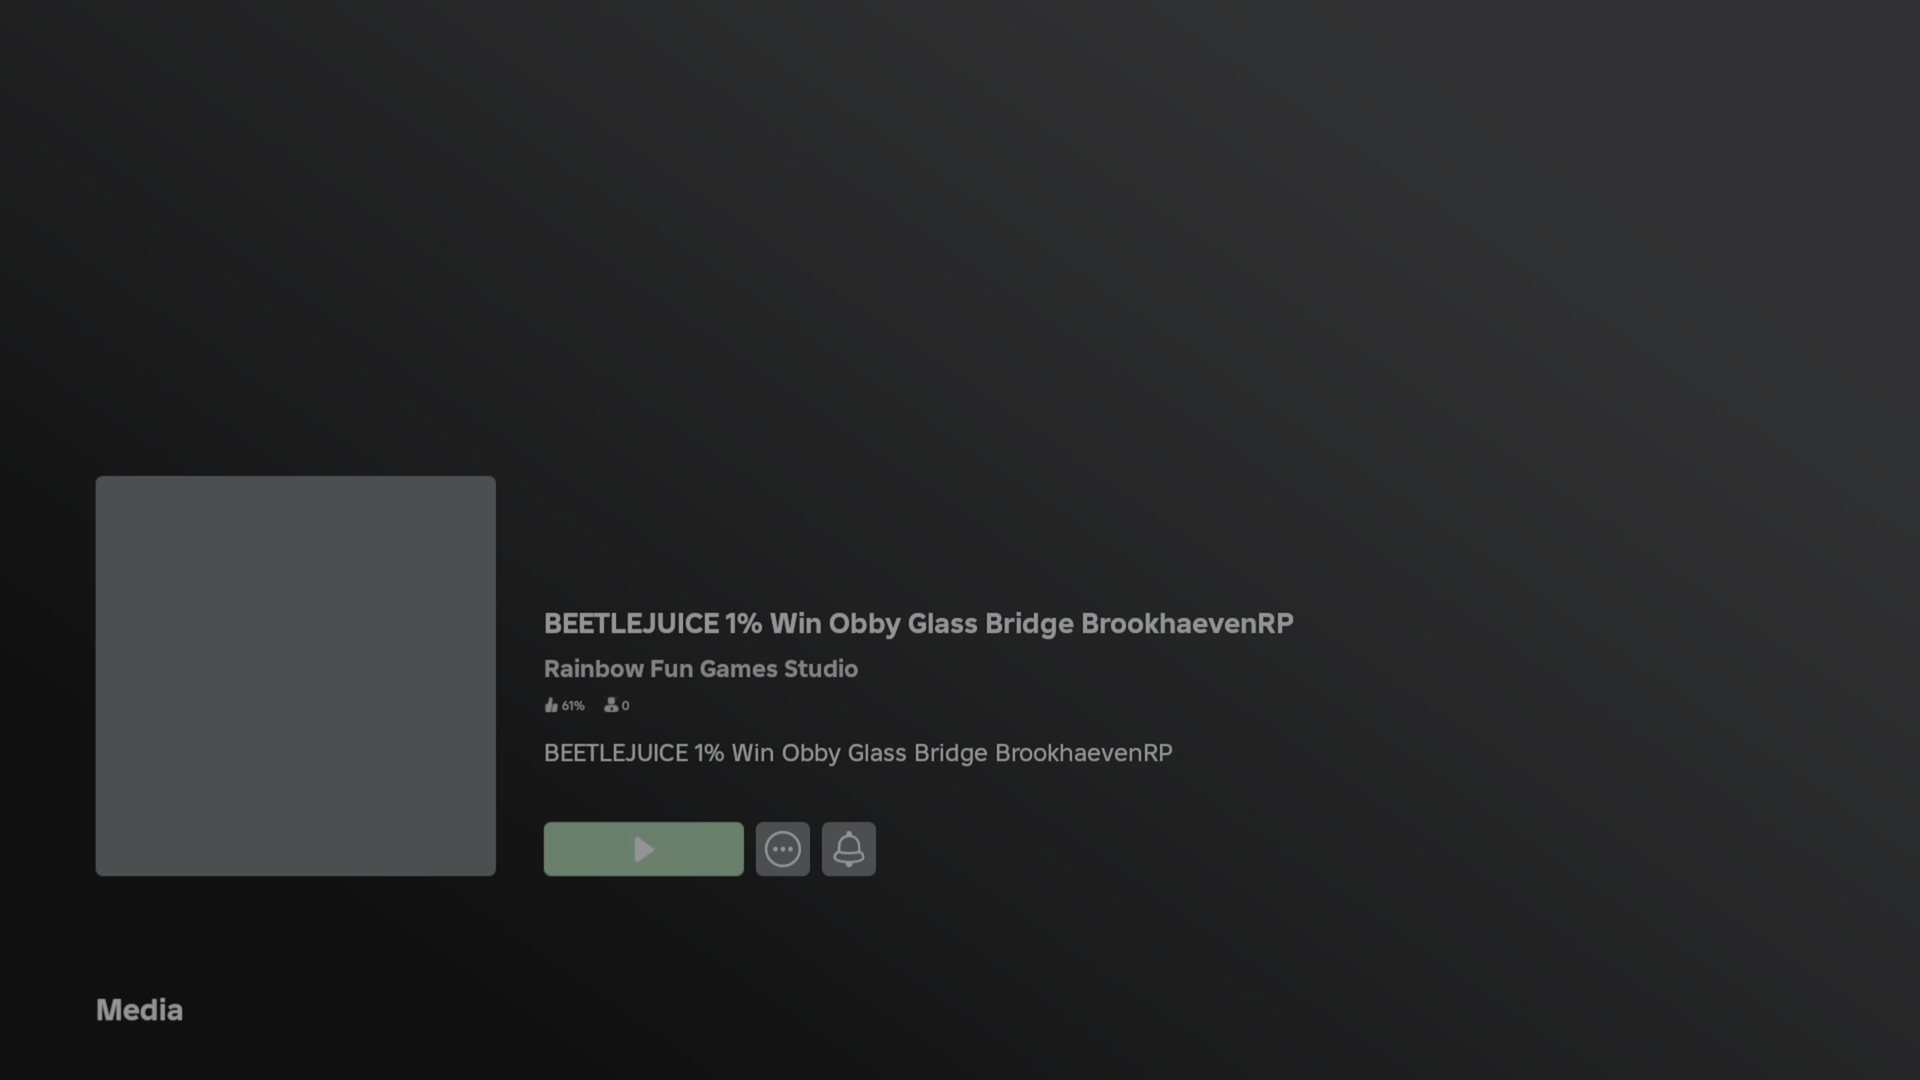 BEETLEJUICE 1% Win Obby Glass Bridge BrookhaevenRP
Rainbow Fun Games Studio
61% 0
BEETLEJUICE 1% Win Obby Glass Bridge BrookhaevenRP
Media